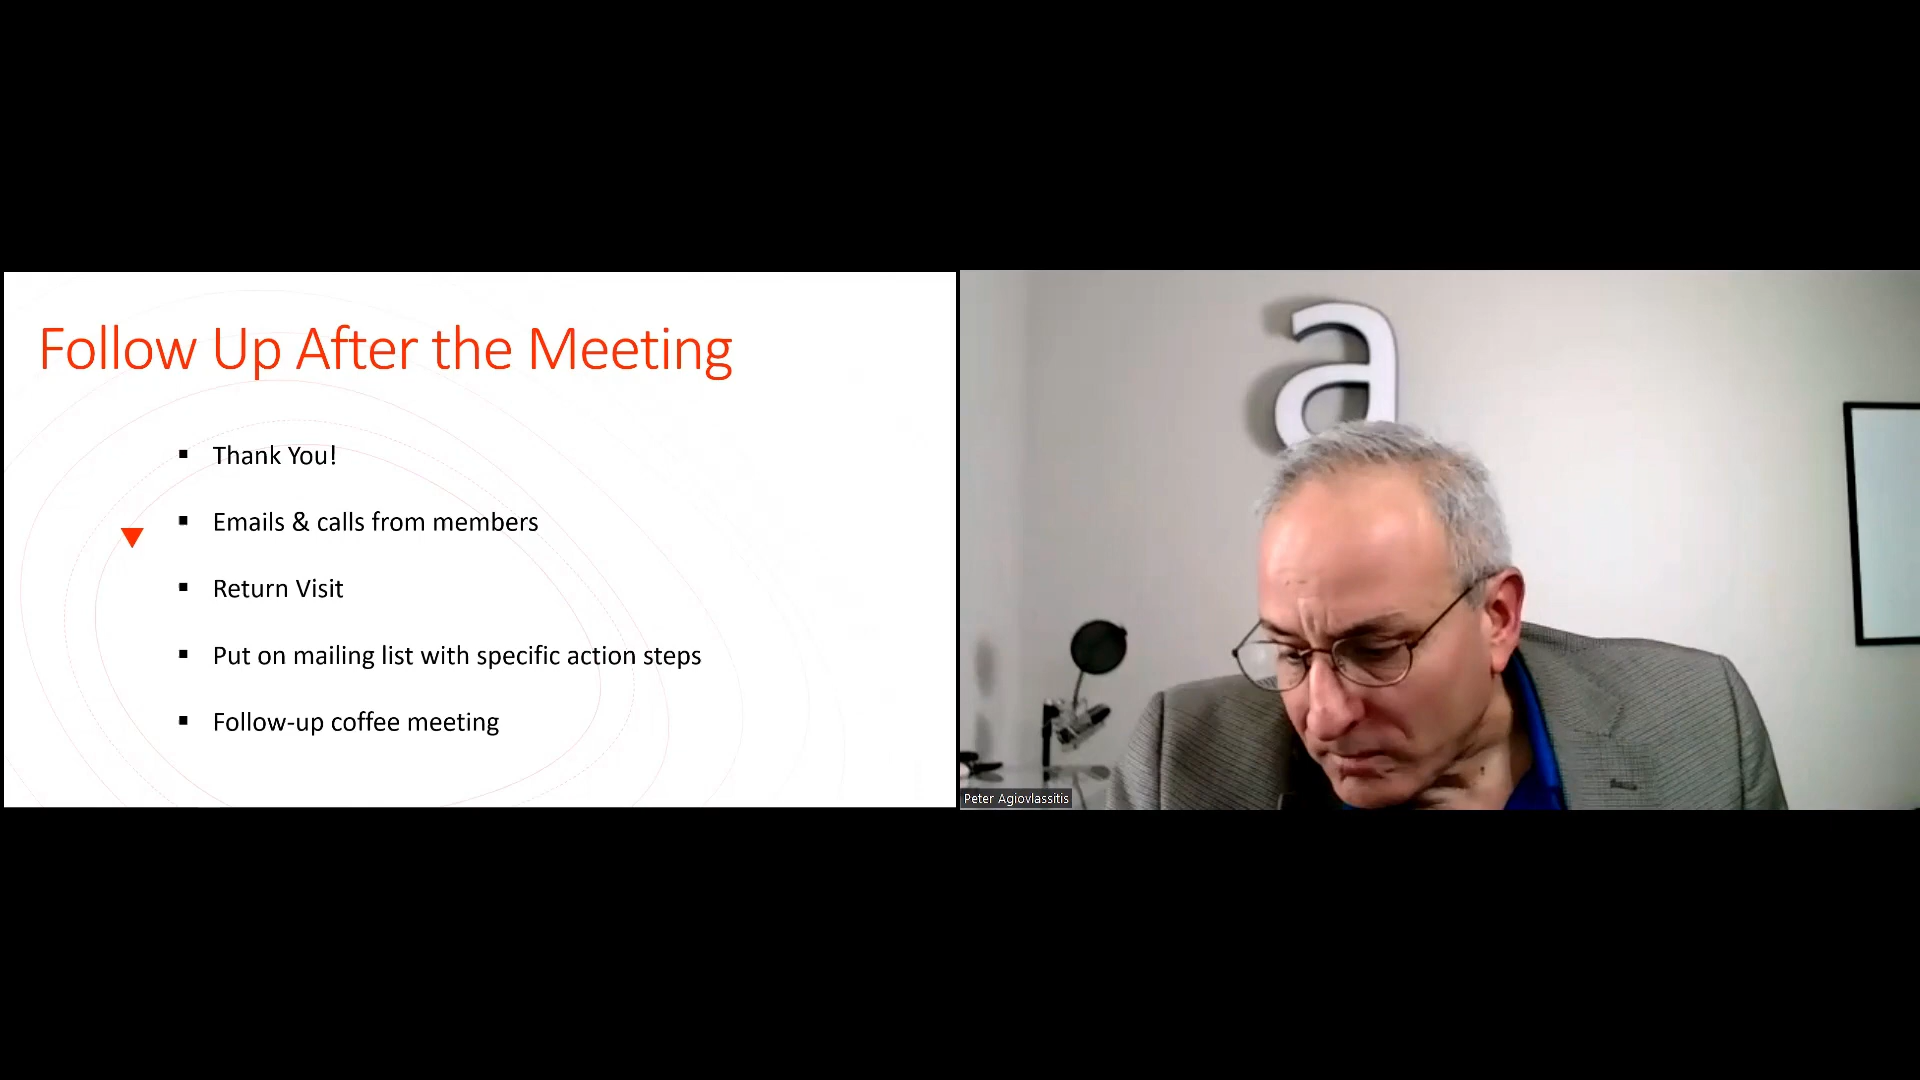 Follow Up After the Meeting
▪ Thank You!
▪ Emails & calls from members
▪ Return Visit
▪ Put on mailing list with specific action steps
▪ Follow-up coffee meeting
a
Peter Agiovlassitis